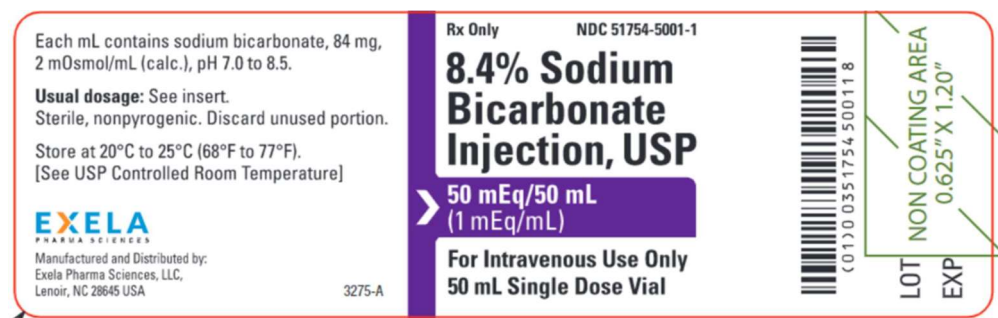 Each mL contains sodium bicarbonate, 84 mg,
2 mOsmol/mL (calc.), pH 7.0 to 8.5.
Usual dosage: See insert.
Sterile, nonpyrogenic. Discard unused portion.
Store at 20°C to 25°C (68°F to 77°F).
[See USP Controlled Room Temperature]
EXELA
PHARMA SCIENCES
Manufactured and Distributed by:
Exela Pharma Sciences, LLC,
Lenoir, NC 28645 USA
3275-A
Rx Only NDC 51754-5001-1
8.4% Sodium
Bicarbonate
Injection, USP
50 mEq/50 mL
(1 mEq/mL)
For Intravenous Use Only
50 mL Single Dose Vial
(01)0 0351754 500118
LOT
EXP
NON COATING AREA
0.625" X 1.20"